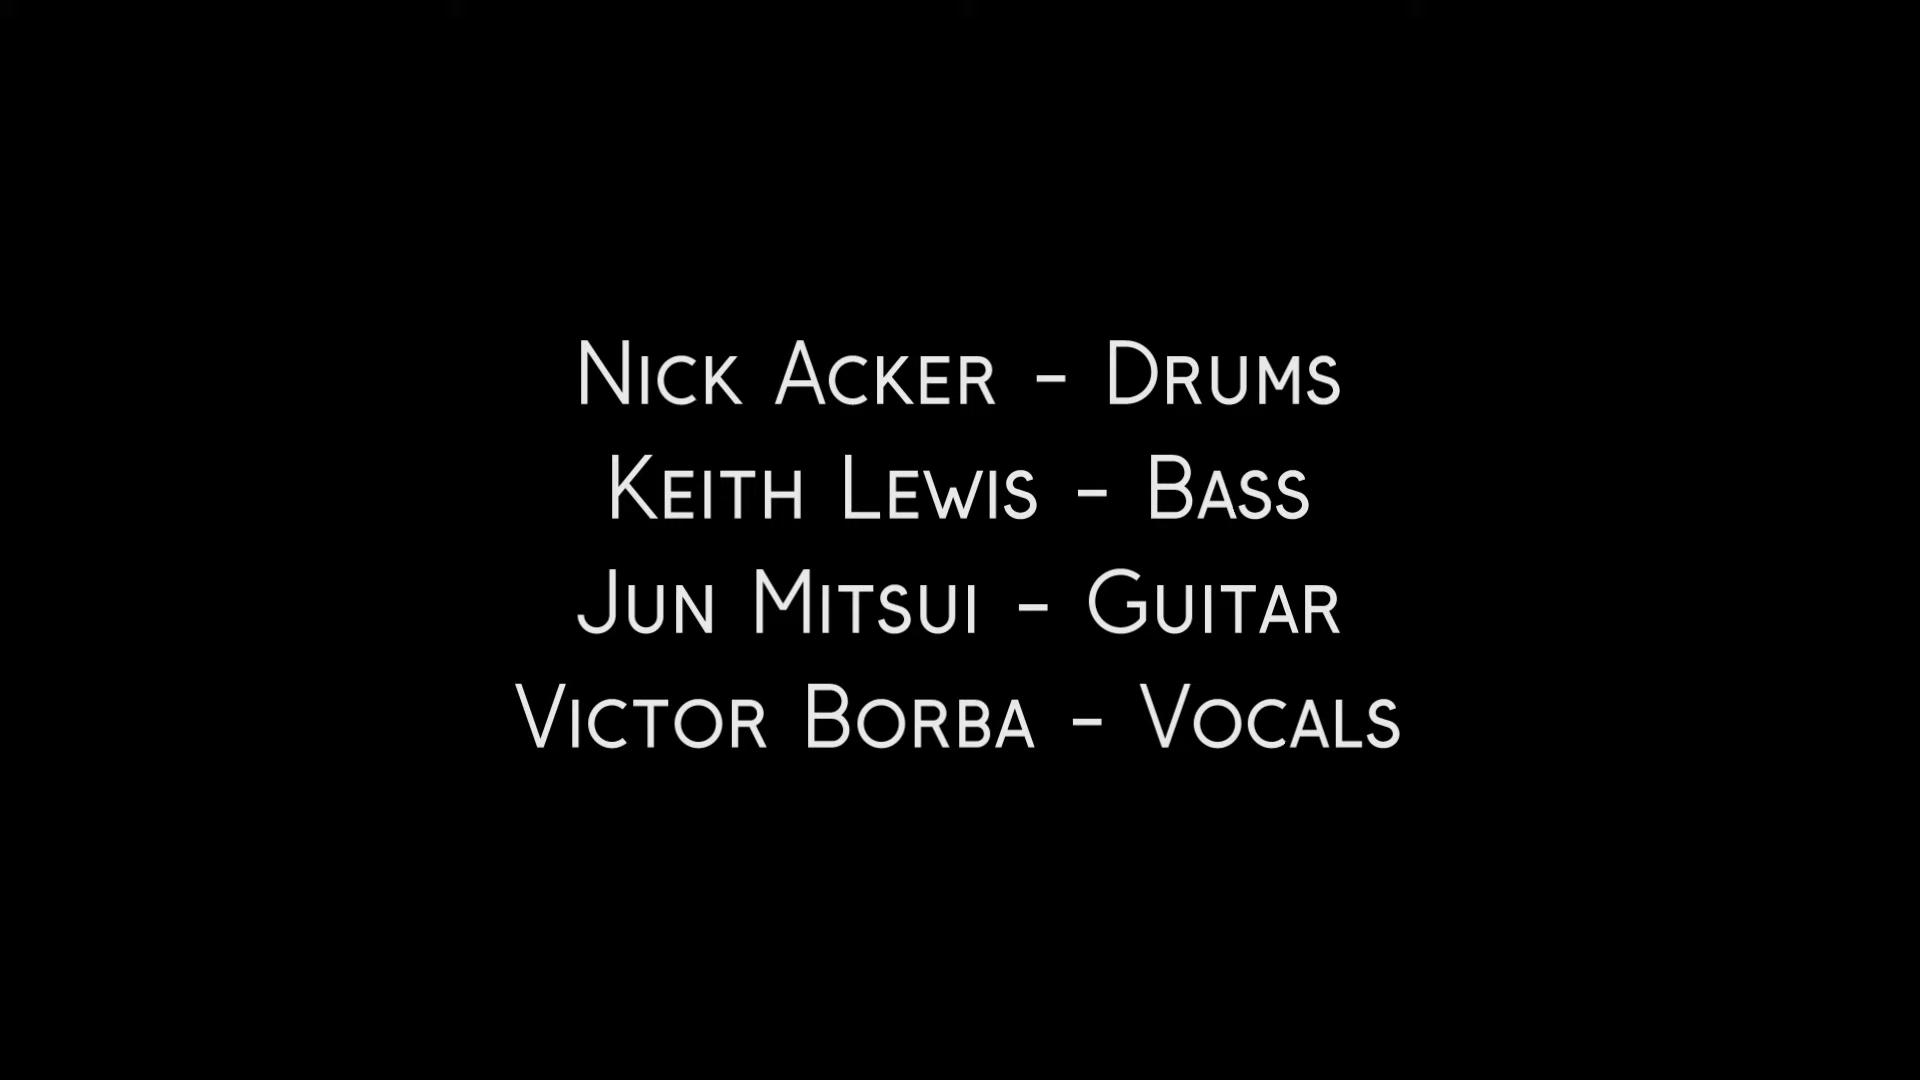 Nick Acker - Drums
Keith Lewis - Bass
Jun Mitsui - Guitar
Victor Borba - Vocals